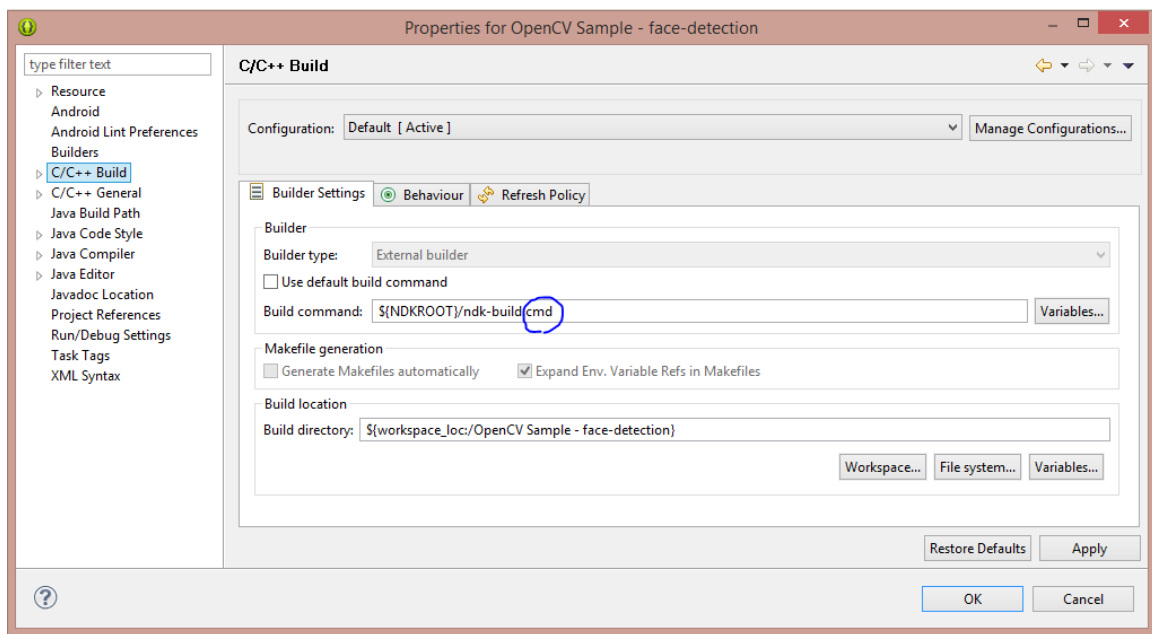 Properties for OpenCV Sample - face-detection
type filter text
Resource
Android
Android Lint Preferences
Builders
C/C++ Build
C/C++ General
Java Build Path
Java Code Style
Java Compiler
Java Editor
Javadoc Location
Project References
Run/Debug Settings
Task Tags
XML Syntax
C/C++ Build
Configuration: Default [ Active ] Manage Configurations...
Builder Settings Behaviour Refresh Policy
Builder
Builder type: External builder
Use default build command
Build command: ${NDKROOT}/ndk-build.cmd Variables...
Makefile generation
Generate Makefiles automatically Expand Env. Variable Refs in Makefiles
Build location
Build directory: ${workspace_loc:/OpenCV Sample - face-detection}
Workspace... File system... Variables...
Restore Defaults Apply
OK Cancel